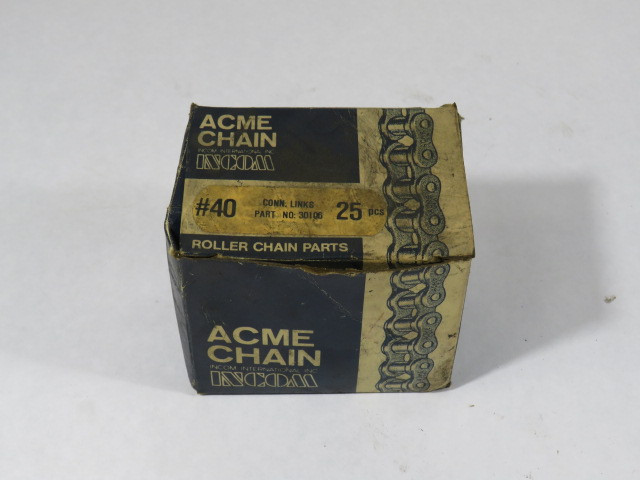 ACME
CHAIN
INCOM INTERNATIONAL INC.
INCOM
#40 CONN. LINKS 25 pcs
PART NO: 30106
ROLLER CHAIN PARTS
ACME
CHAIN
INCOM INTERNATIONAL INC.
INCOM